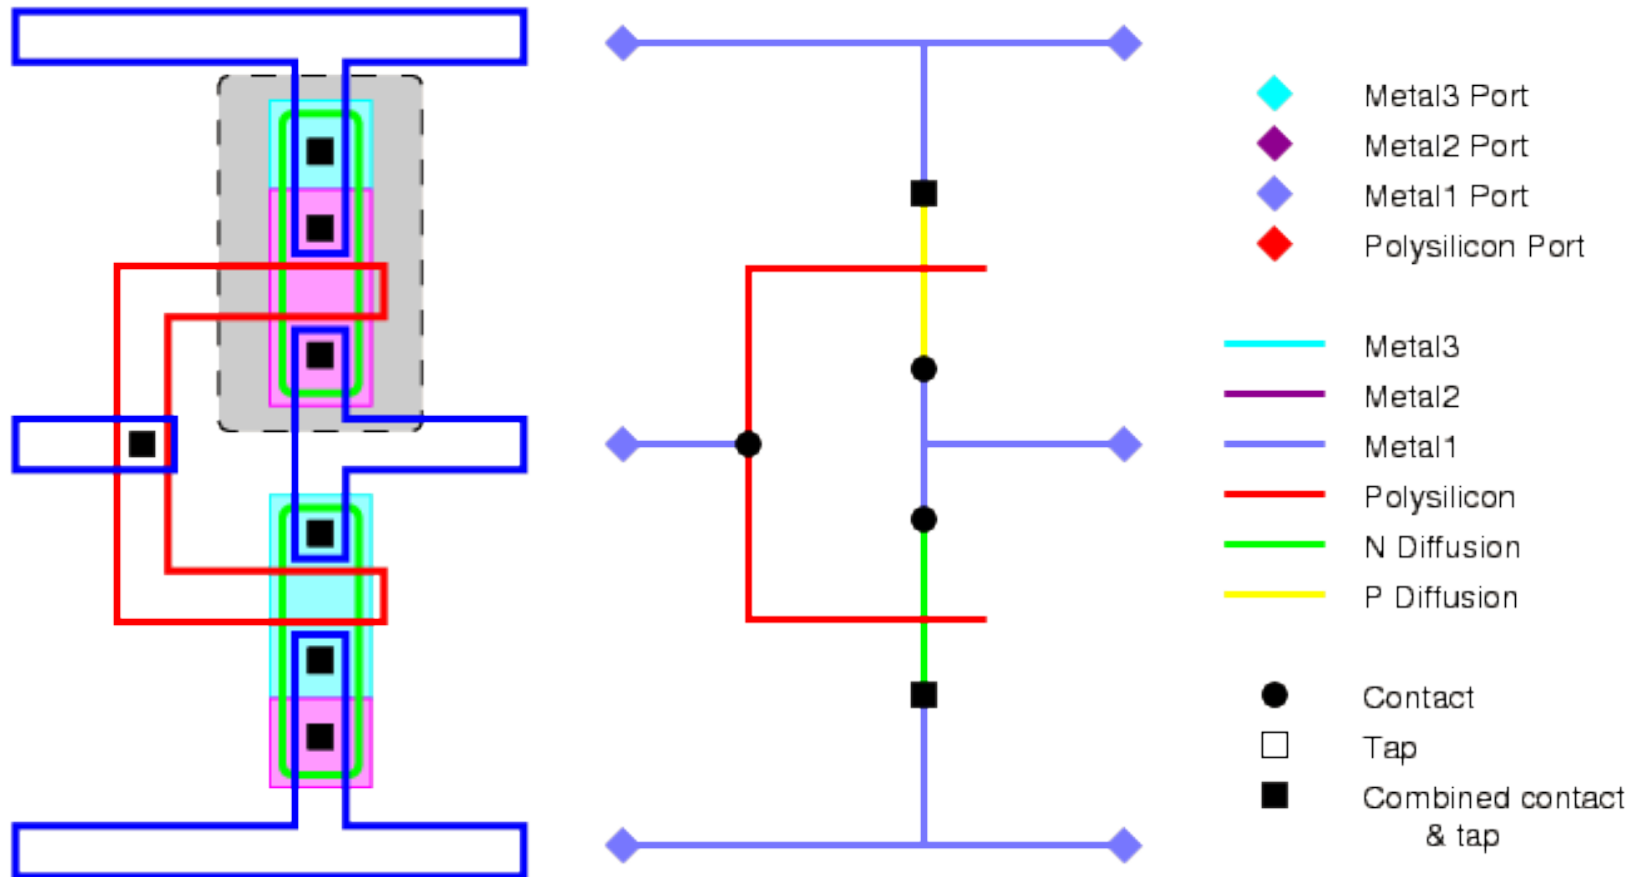 Metal3 Port
Metal2 Port
Metal1 Port
Polysilicon Port
Metal3
Metal2
Metal1
Polysilicon
N Diffusion
P Diffusion
Contact
Tap
Combined contact
& tap